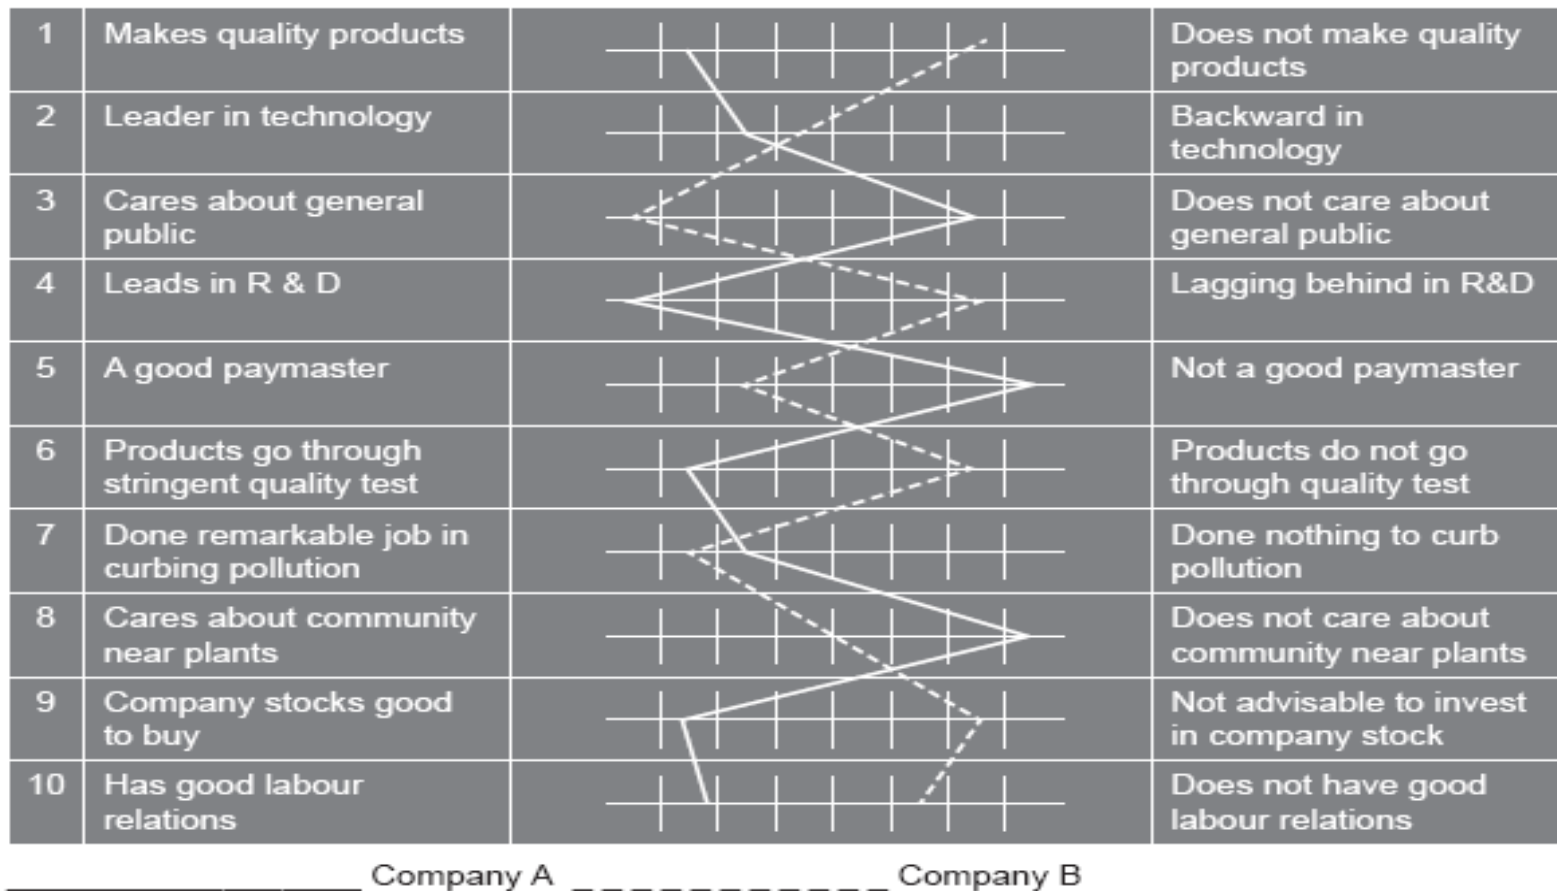 1 Makes quality products Does not make quality
products
2 Leader in technology Backward in
technology
3 Cares about general Does not care about
public general public
4 Leads in R & D Lagging behind in R&D
5 A good paymaster Not a good paymaster
6 Products go through Products do not go
stringent quality test through quality test
7 Done remarkable job in Done nothing to curb
curbing pollution pollution
8 Cares about community Does not care about
near plants community near plants
9 Company stocks good Not advisable to invest
to buy in company stock
10 Has good labour Does not have good
relations labour relations
Company A Company B